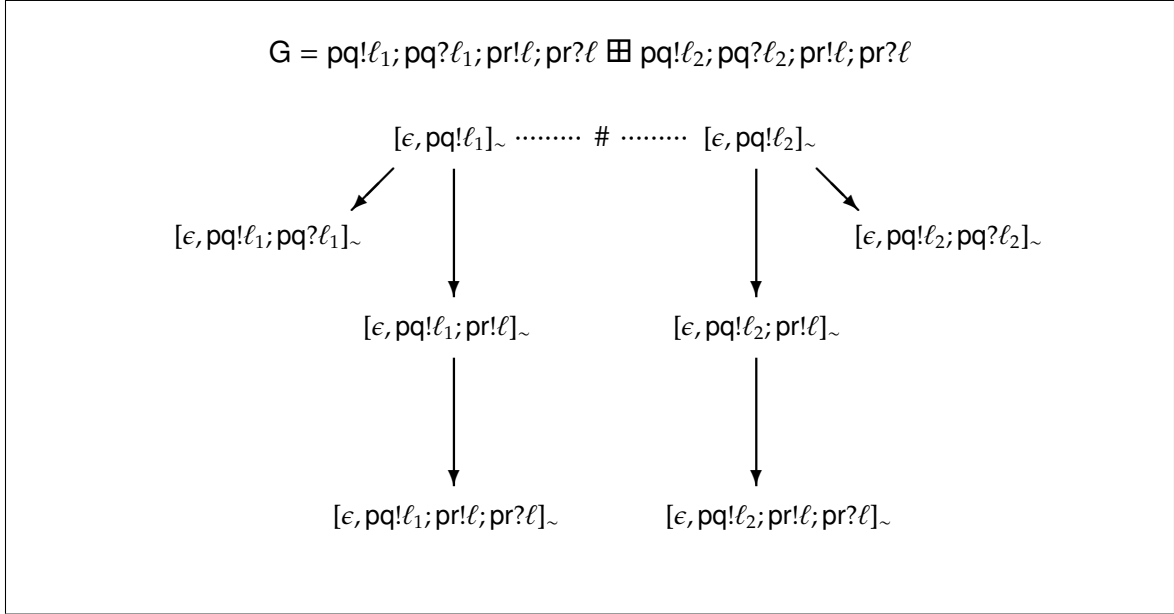 G = pq!ℓ₁; pq?ℓ₁; pr!ℓ; pr?ℓ ⊞ pq!ℓ₂; pq?ℓ₂; pr!ℓ; pr?ℓ
[ϵ, pq!ℓ₁]∼ ········· # ········· [ϵ, pq!ℓ₂]∼
[ϵ, pq!ℓ₁; pq?ℓ₁]∼ [ϵ, pq!ℓ₂; pq?ℓ₂]∼
[ϵ, pq!ℓ₁; pr!ℓ]∼ [ϵ, pq!ℓ₂; pr!ℓ]∼
[ϵ, pq!ℓ₁; pr!ℓ; pr?ℓ]∼ [ϵ, pq!ℓ₂; pr!ℓ; pr?ℓ]∼